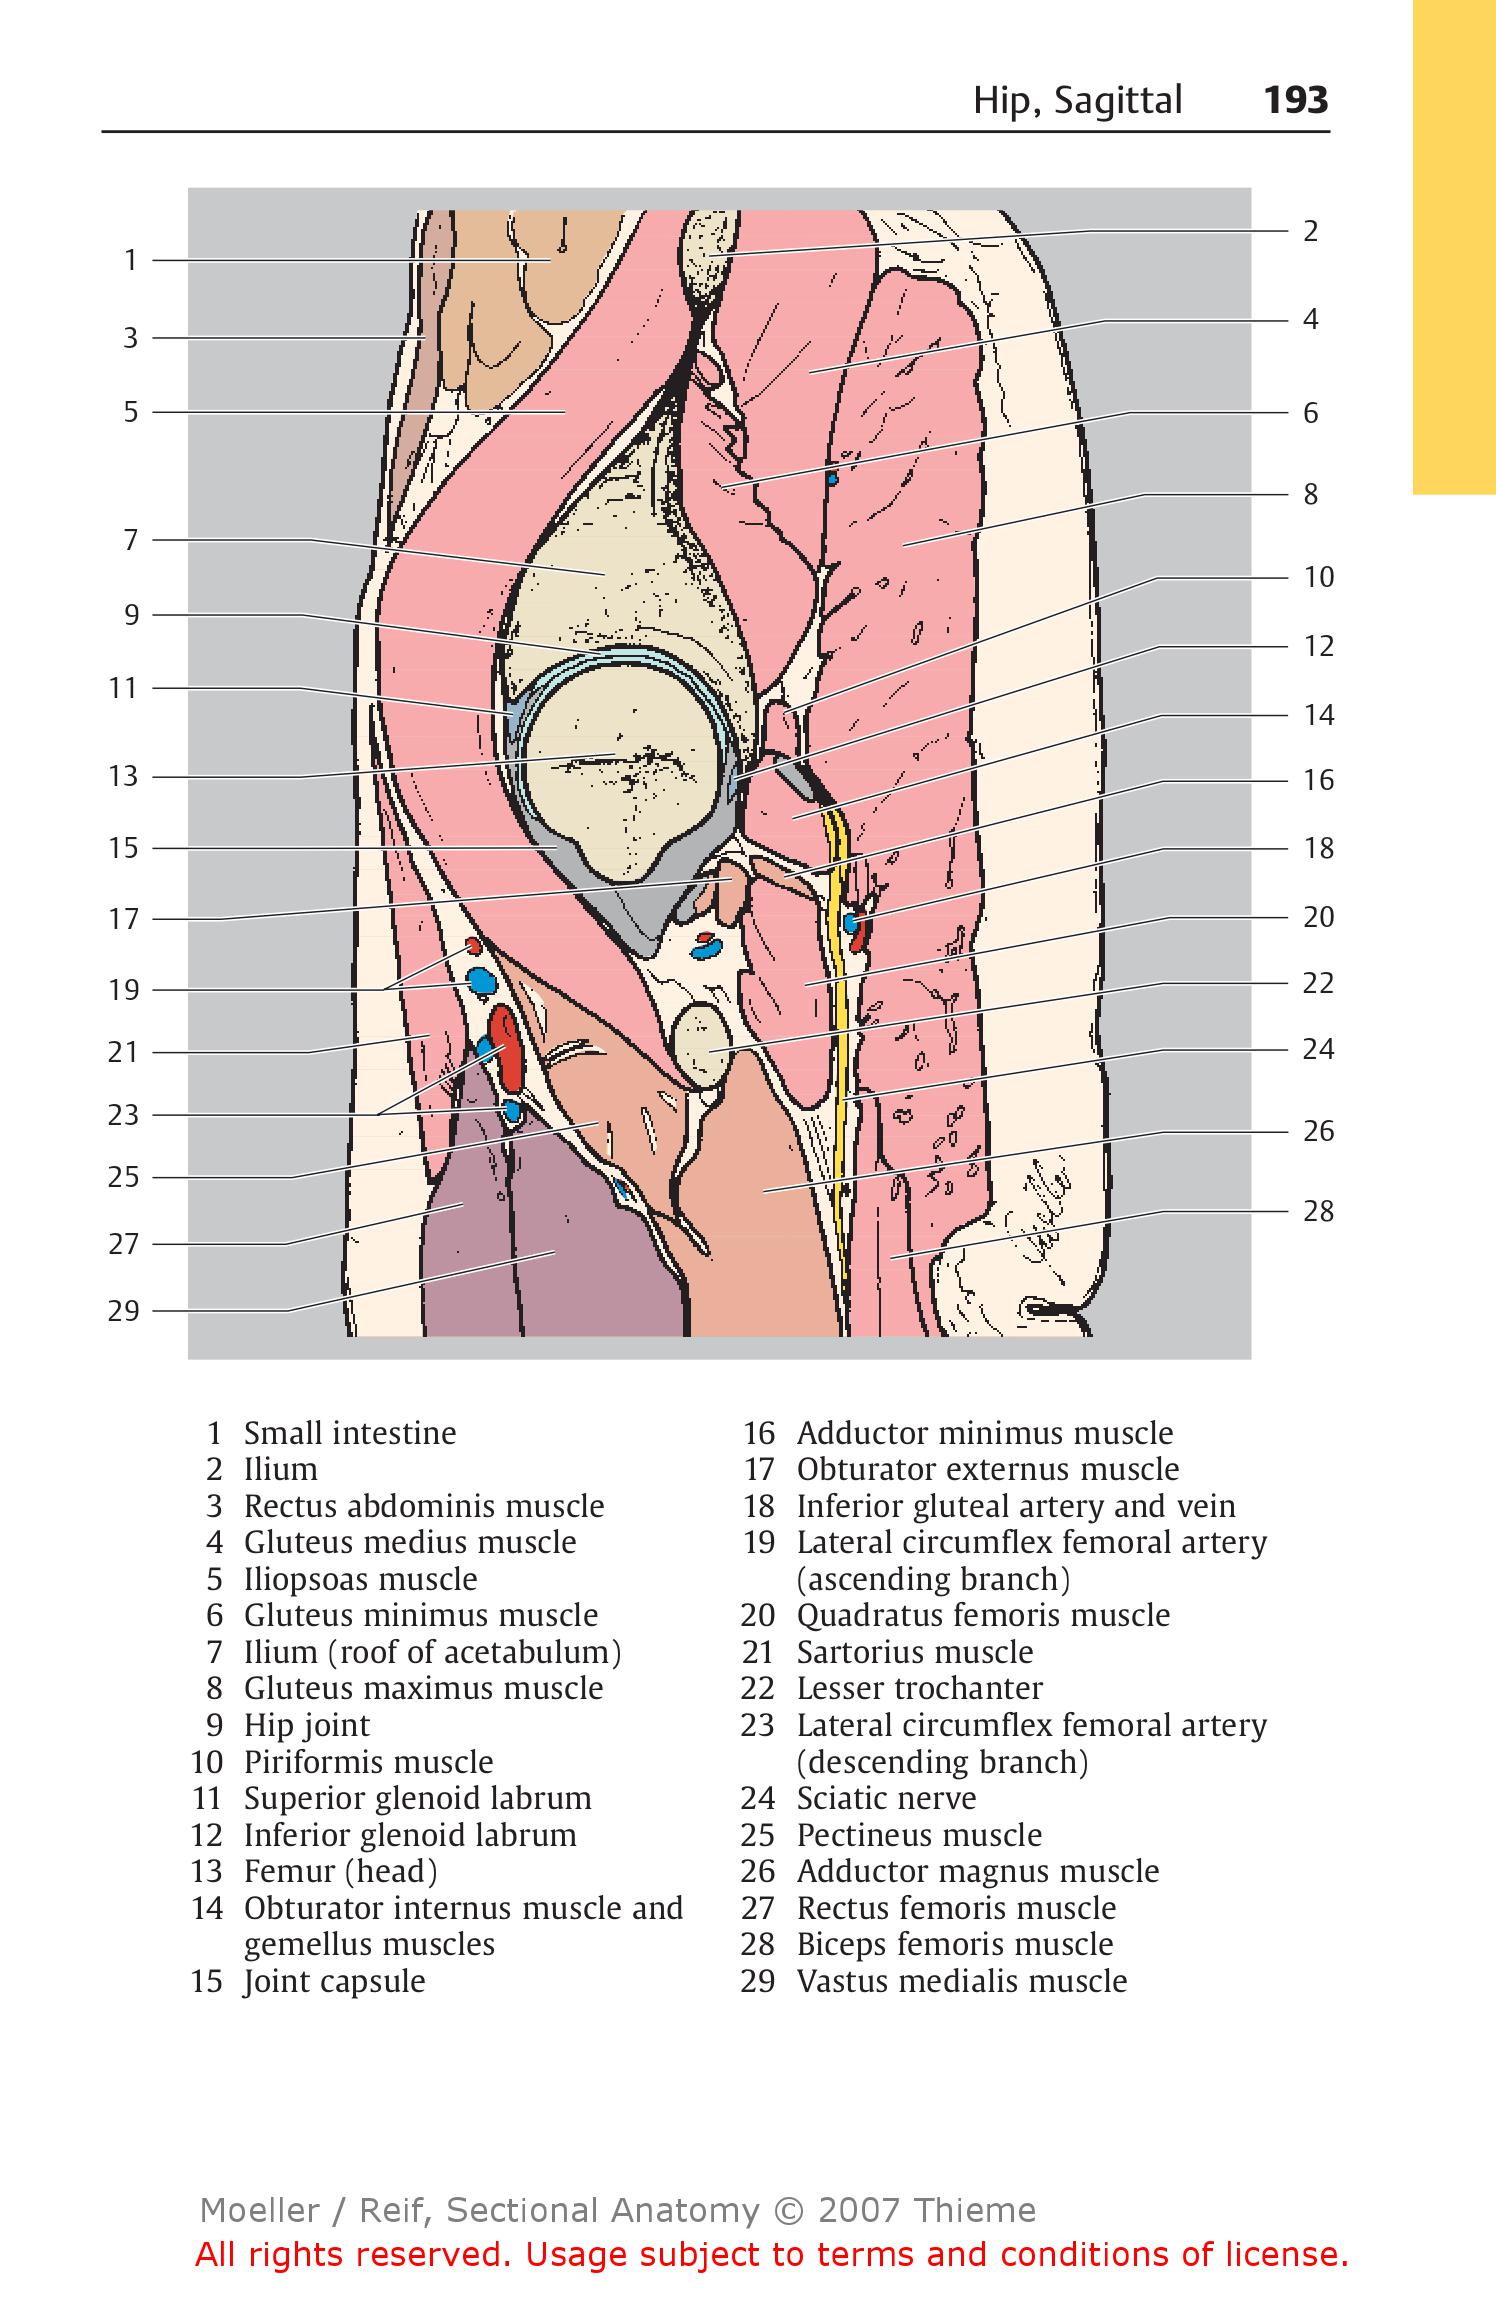 Hip, Sagittal 193
1
2
3
4
5
6
7
8
9
10
11
12
13
14
15
16
17
18
19
20
21
22
23
24
25
26
27
28
29
1 Small intestine
2 Ilium
3 Rectus abdominis muscle
4 Gluteus medius muscle
5 Iliopsoas muscle
6 Gluteus minimus muscle
7 Ilium (roof of acetabulum)
8 Gluteus maximus muscle
9 Hip joint
10 Piriformis muscle
11 Superior glenoid labrum
12 Inferior glenoid labrum
13 Femur (head)
14 Obturator internus muscle and
gemellus muscles
15 Joint capsule
16 Adductor minimus muscle
17 Obturator externus muscle
18 Inferior gluteal artery and vein
19 Lateral circumflex femoral artery
(ascending branch)
20 Quadratus femoris muscle
21 Sartorius muscle
22 Lesser trochanter
23 Lateral circumflex femoral artery
(descending branch)
24 Sciatic nerve
25 Pectineus muscle
26 Adductor magnus muscle
27 Rectus femoris muscle
28 Biceps femoris muscle
29 Vastus medialis muscle
Moeller / Reif, Sectional Anatomy © 2007 Thieme
All rights reserved. Usage subject to terms and conditions of license.